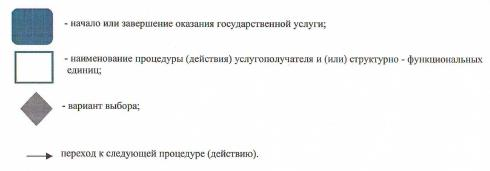 - начало или завершение оказания государственной услуги;
- наименование процедуры (действия) услугополучателя и (или) структурно - функциональных
единиц;
- вариант выбора;
переход к следующей процедуре (действию).